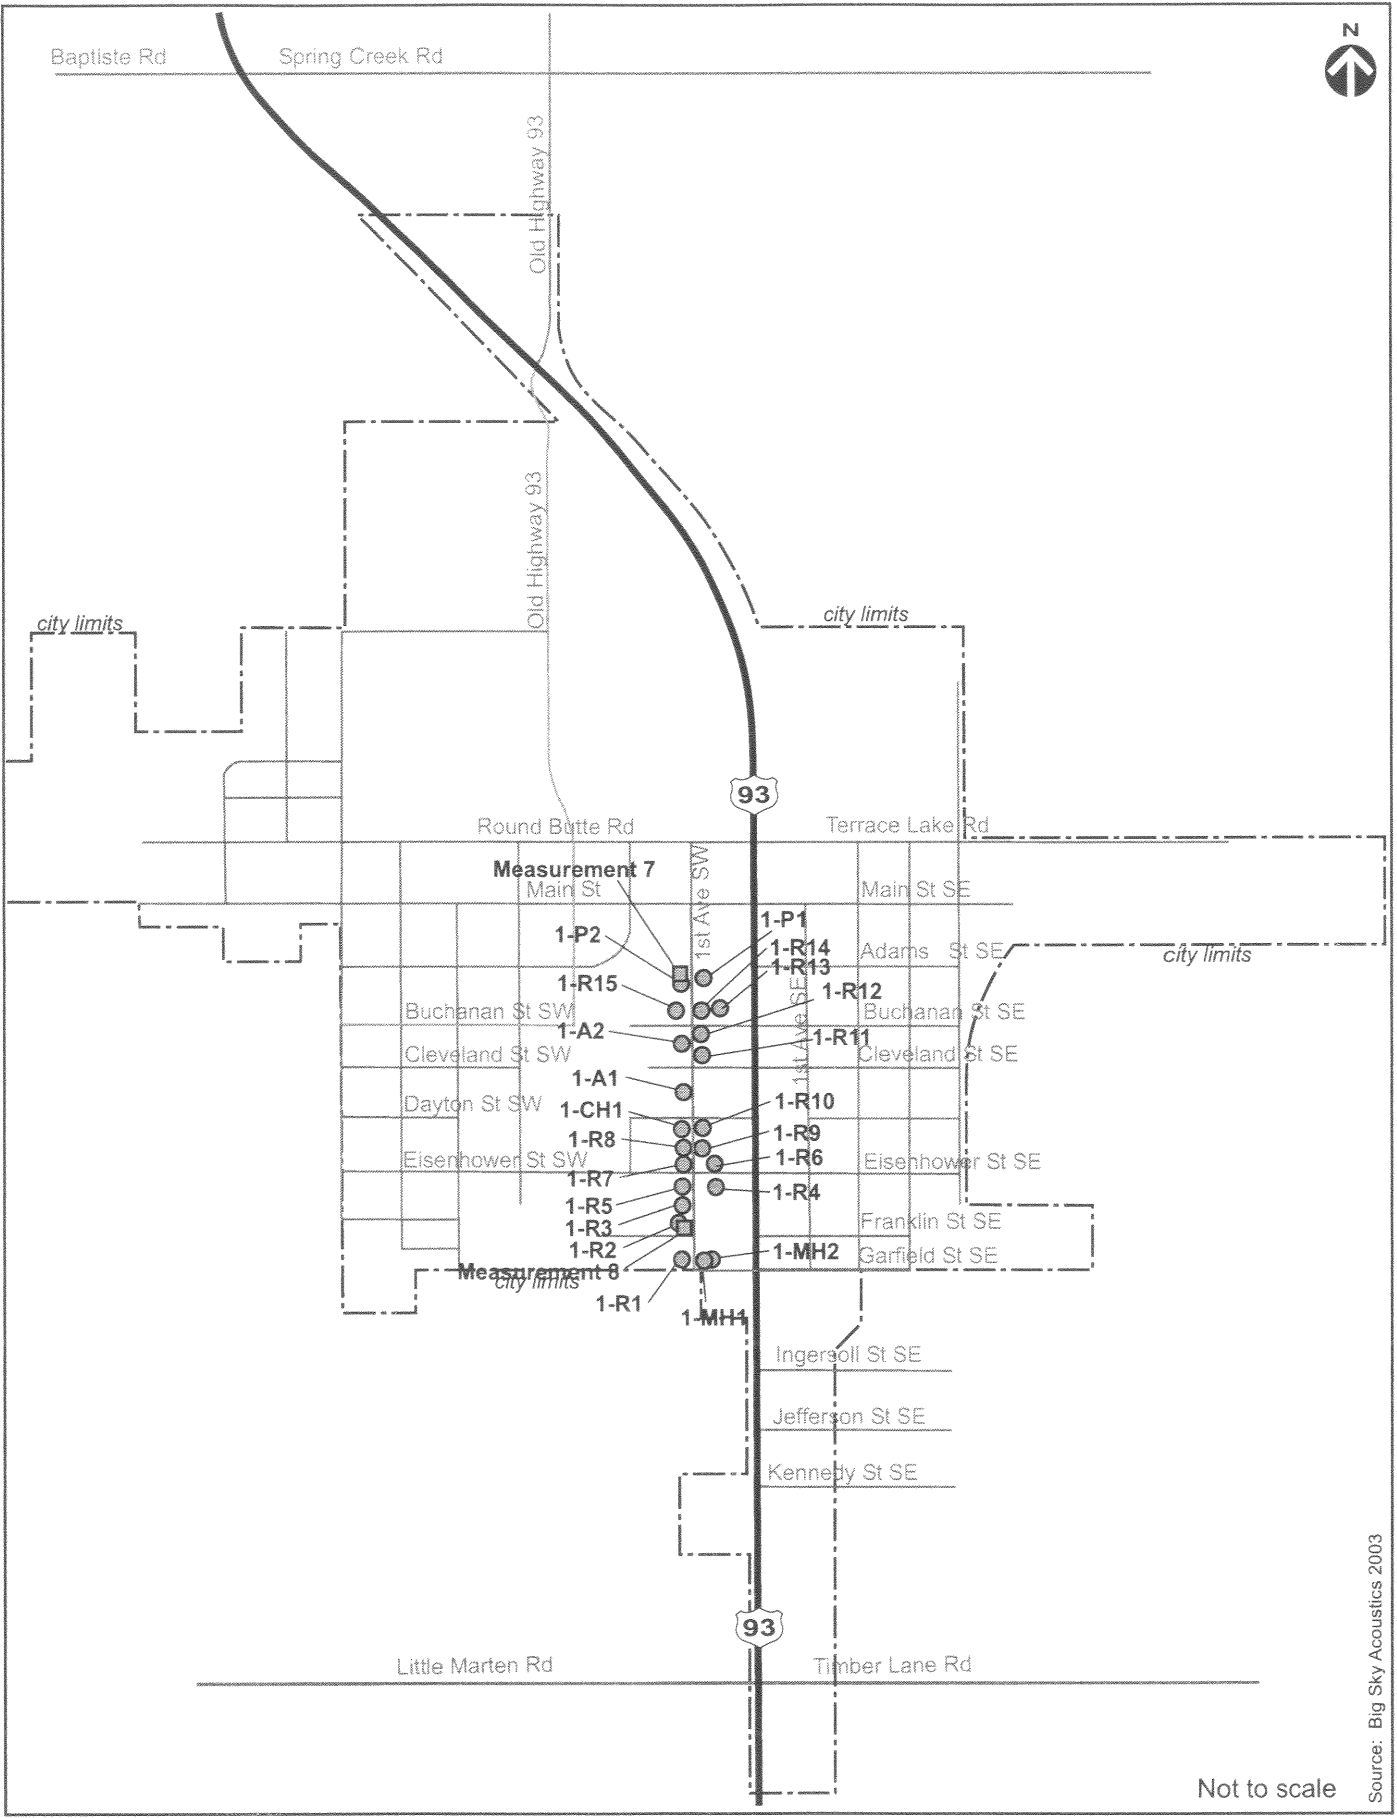 N
Baptiste Rd
Spring Creek Rd
Old Highway 93
Old Highway 93
city limits
city limits
93
Round Butte Rd
Terrace Lake Rd
Measurement 7
1st Ave SW
Main St
Main St SE
1-P1
1-P2
1-R14
Adams St SE
city limits
1-R13
1-R15
1-R12
1st Ave SE
Buchanan St SW
Buchanan St SE
1-A2
1-R11
Cleveland St SW
Cleveland St SE
1-A1
Dayton St SW
1-R10
1-CH1
1-R9
1-R8
Eisenhower St SW
1-R6
Eisenhower St SE
1-R7
1-R4
1-R5
Franklin St SE
1-R3
1-R2
1-MH2
Garfield St SE
Measurement 8
city limits
1-R1
1-MH1
Ingersoll St SE
Jefferson St SE
Kennedy St SE
93
Little Marten Rd
Timber Lane Rd
Not to scale
Source: Big Sky Acoustics 2003